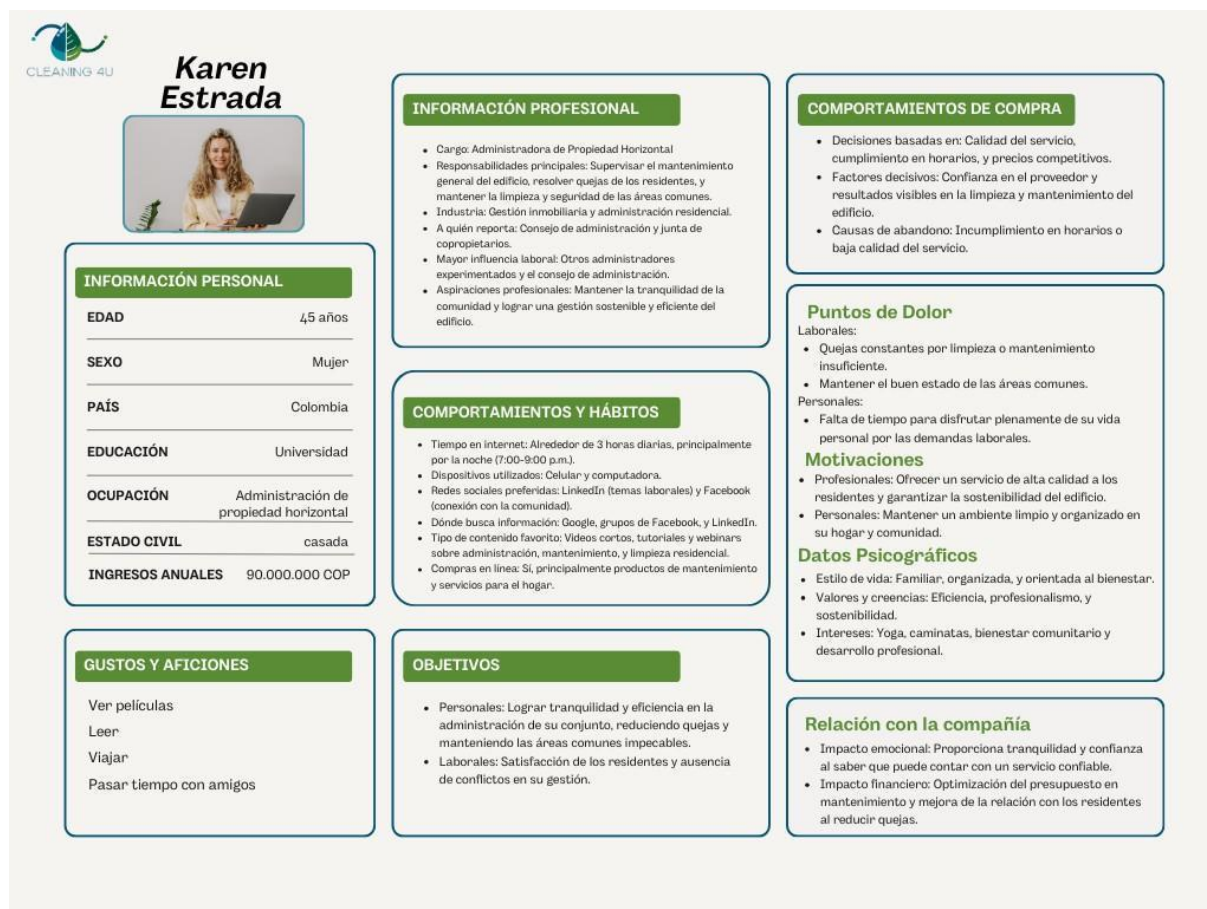 CLEANING 4U
Karen
Estrada
INFORMACIÓN PERSONAL
EDAD 45 años
SEXO Mujer
PAÍS Colombia
EDUCACIÓN Universidad
OCUPACIÓN Administración de
propiedad horizontal
ESTADO CIVIL casada
INGRESOS ANUALES 90.000.000 COP
GUSTOS Y AFICIONES
Ver películas
Leer
Viajar
Pasar tiempo con amigos
INFORMACIÓN PROFESIONAL
• Cargo: Administradora de Propiedad Horizontal
• Responsabilidades principales: Supervisar el mantenimiento
general del edificio, resolver quejas de los residentes, y
mantener la limpieza y seguridad de las áreas comunes.
• Industria: Gestión inmobiliaria y administración residencial.
• A quién reporta: Consejo de administración y junta de
copropietarios.
• Mayor influencia laboral: Otros administradores
experimentados y el consejo de administración.
• Aspiraciones profesionales: Mantener la tranquilidad de la
comunidad y lograr una gestión sostenible y eficiente del
edificio.
COMPORTAMIENTOS Y HÁBITOS
• Tiempo en internet: Alrededor de 3 horas diarias, principalmente
por la noche (7:00-9:00 p.m.).
• Dispositivos utilizados: Celular y computadora.
• Redes sociales preferidas: LinkedIn (temas laborales) y Facebook
(conexión con la comunidad).
• Dónde busca información: Google, grupos de Facebook, y LinkedIn.
• Tipo de contenido favorito: Videos cortos, tutoriales y webinars
sobre administración, mantenimiento, y limpieza residencial.
• Compras en línea: Sí, principalmente productos de mantenimiento
y servicios para el hogar.
OBJETIVOS
• Personales: Lograr tranquilidad y eficiencia en la
administración de su conjunto, reduciendo quejas y
manteniendo las áreas comunes impecables.
• Laborales: Satisfacción de los residentes y ausencia
de conflictos en su gestión.
COMPORTAMIENTOS DE COMPRA
• Decisiones basadas en: Calidad del servicio,
cumplimiento en horarios, y precios competitivos.
• Factores decisivos: Confianza en el proveedor y
resultados visibles en la limpieza y mantenimiento del
edificio.
• Causas de abandono: Incumplimiento en horarios o
baja calidad del servicio.
Puntos de Dolor
Laborales:
• Quejas constantes por limpieza o mantenimiento
insuficiente.
• Mantener el buen estado de las áreas comunes.
Personales:
• Falta de tiempo para disfrutar plenamente de su vida
personal por las demandas laborales.
Motivaciones
• Profesionales: Ofrecer un servicio de alta calidad a los
residentes y garantizar la sostenibilidad del edificio.
• Personales: Mantener un ambiente limpio y organizado en
su hogar y comunidad.
Datos Psicográficos
• Estilo de vida: Familiar, organizada, y orientada al bienestar.
• Valores y creencias: Eficiencia, profesionalismo, y
sostenibilidad.
• Intereses: Yoga, caminatas, bienestar comunitario y
desarrollo profesional.
Relación con la compañía
• Impacto emocional: Proporciona tranquilidad y confianza
al saber que puede contar con un servicio confiable.
• Impacto financiero: Optimización del presupuesto en
mantenimiento y mejora de la relación con los residentes
al reducir quejas.